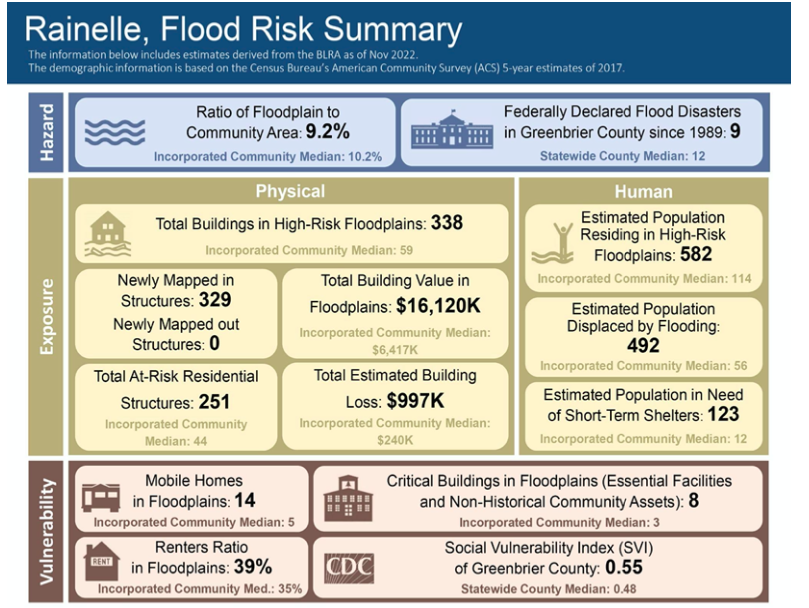 Rainelle, Flood Risk Summary
The information below includes estimates derived from the BLRA as of Nov 2022.
The demographic information is based on the Census Bureau's American Community Survey (ACS) 5-year estimates of 2017.
Hazard
Ratio of Floodplain to
Community Area: 9.2%
Incorporated Community Median: 10.2%
Federally Declared Flood Disasters
in Greenbrier County since 1989: 9
Statewide County Median: 12
Exposure
Physical
Total Buildings in High-Risk Floodplains: 338
Incorporated Community Median: 59
Newly Mapped in
Structures: 329
Newly Mapped out
Structures: 0
Total Building Value in
Floodplains: $16,120K
Incorporated Community Median:
$6,417K
Total At-Risk Residential
Structures: 251
Incorporated Community
Median: 44
Total Estimated Building
Loss: $997K
Incorporated Community Median:
$240K
Human
Estimated Population
Residing in High-Risk
Floodplains: 582
Incorporated Community Median: 114
Estimated Population
Displaced by Flooding:
492
Incorporated Community Median: 56
Estimated Population in Need
of Short-Term Shelters: 123
Incorporated Community Median: 12
Vulnerability
Mobile Homes
in Floodplains: 14
Incorporated Community Median: 5
Critical Buildings in Floodplains (Essential Facilities
and Non-Historical Community Assets): 8
Incorporated Community Median: 3
RENT
Renters Ratio
in Floodplains: 39%
Incorporated Community Med.: 35%
CDC
Social Vulnerability Index (SVI)
of Greenbrier County: 0.55
Statewide County Median: 0.48